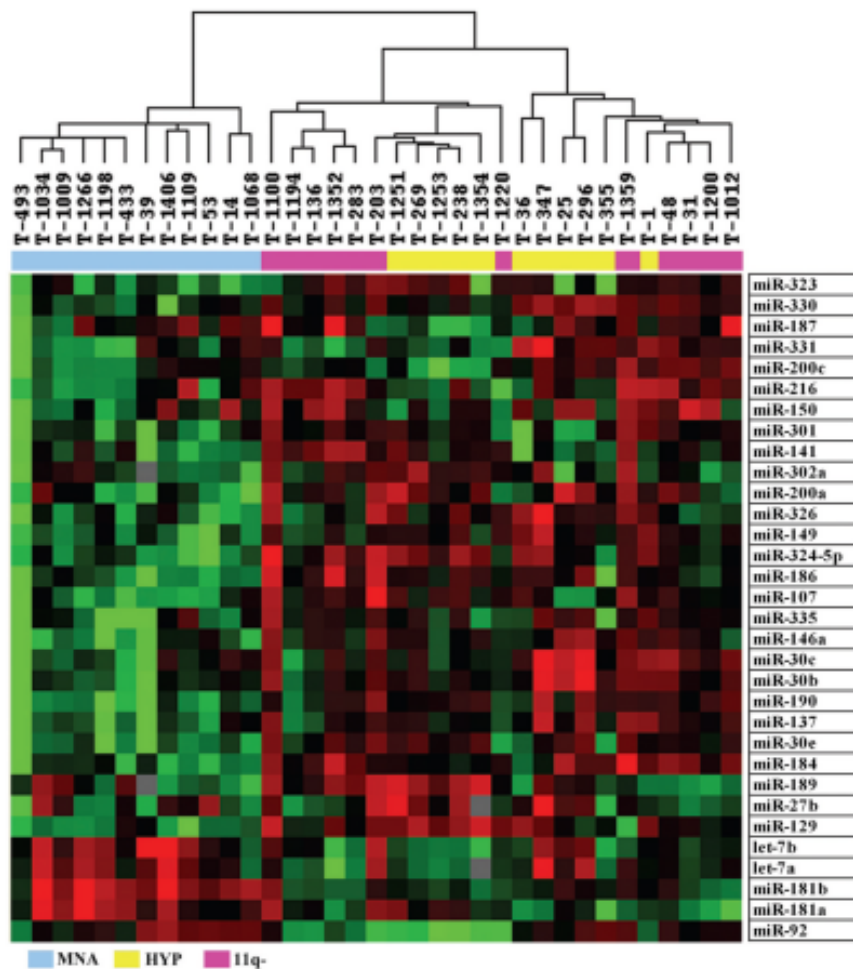 T-493
T-1034
T-1009
T-1266
T-1198
T-433
T-39
T-1406
T-1109
T-53
T-14
T-1068
T-1100
T-1194
T-136
T-1352
T-283
T-203
T-1251
T-269
T-1253
T-238
T-1354
T-1220
T-36
T-347
T-25
T-296
T-355
T-1359
T-1
T-48
T-31
T-1200
T-1012
miR-323
miR-330
miR-187
miR-331
miR-200c
miR-216
miR-150
miR-301
miR-141
miR-302a
miR-200a
miR-326
miR-149
miR-324-5p
miR-186
miR-107
miR-335
miR-146a
miR-30c
miR-30b
miR-190
miR-137
miR-30e
miR-184
miR-189
miR-27b
miR-129
let-7b
let-7a
miR-181b
miR-181a
miR-92
MNA HYP 11q-